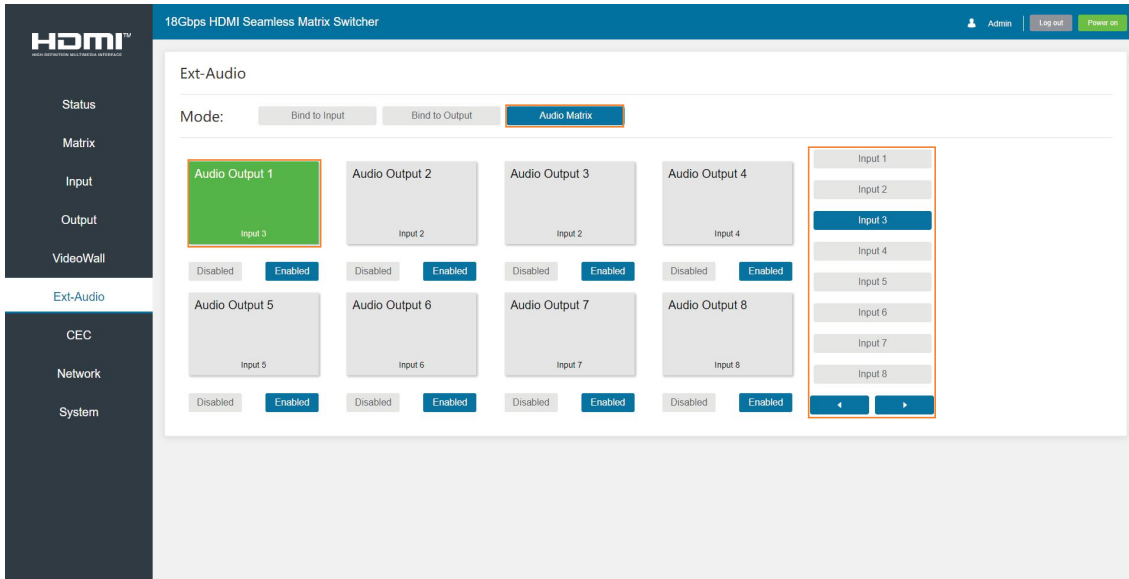 HDMI™
HIGH DEFINITION MULTIMEDIA INTERFACE
18Gbps HDMI Seamless Matrix Switcher
Admin
Log out
Power on
Status
Matrix
Input
Output
VideoWall
Ext-Audio
CEC
Network
System
Ext-Audio
Mode:
Bind to Input
Bind to Output
Audio Matrix
Audio Output 1
Input 3
Audio Output 2
Input 2
Audio Output 3
Input 2
Audio Output 4
Input 4
Disabled
Enabled
Disabled
Enabled
Disabled
Enabled
Disabled
Enabled
Audio Output 5
Input 5
Audio Output 6
Input 6
Audio Output 7
Input 7
Audio Output 8
Input 8
Disabled
Enabled
Disabled
Enabled
Disabled
Enabled
Disabled
Enabled
Input 1
Input 2
Input 3
Input 4
Input 5
Input 6
Input 7
Input 8